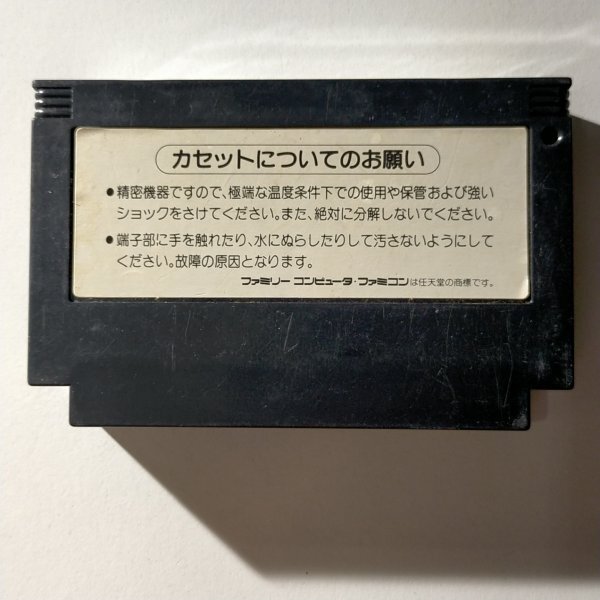 カセットについてのお願い
●精密機器ですので、極端な温度条件下での使用や保管および強い
ショックをさけてください。また、絶対に分解しないでください。
●端子部に手を触れたり、水にぬらしたりして汚さないようにして
ください。故障の原因となります。
ファミリー コンピュータ・ファミコンは任天堂の商標です。